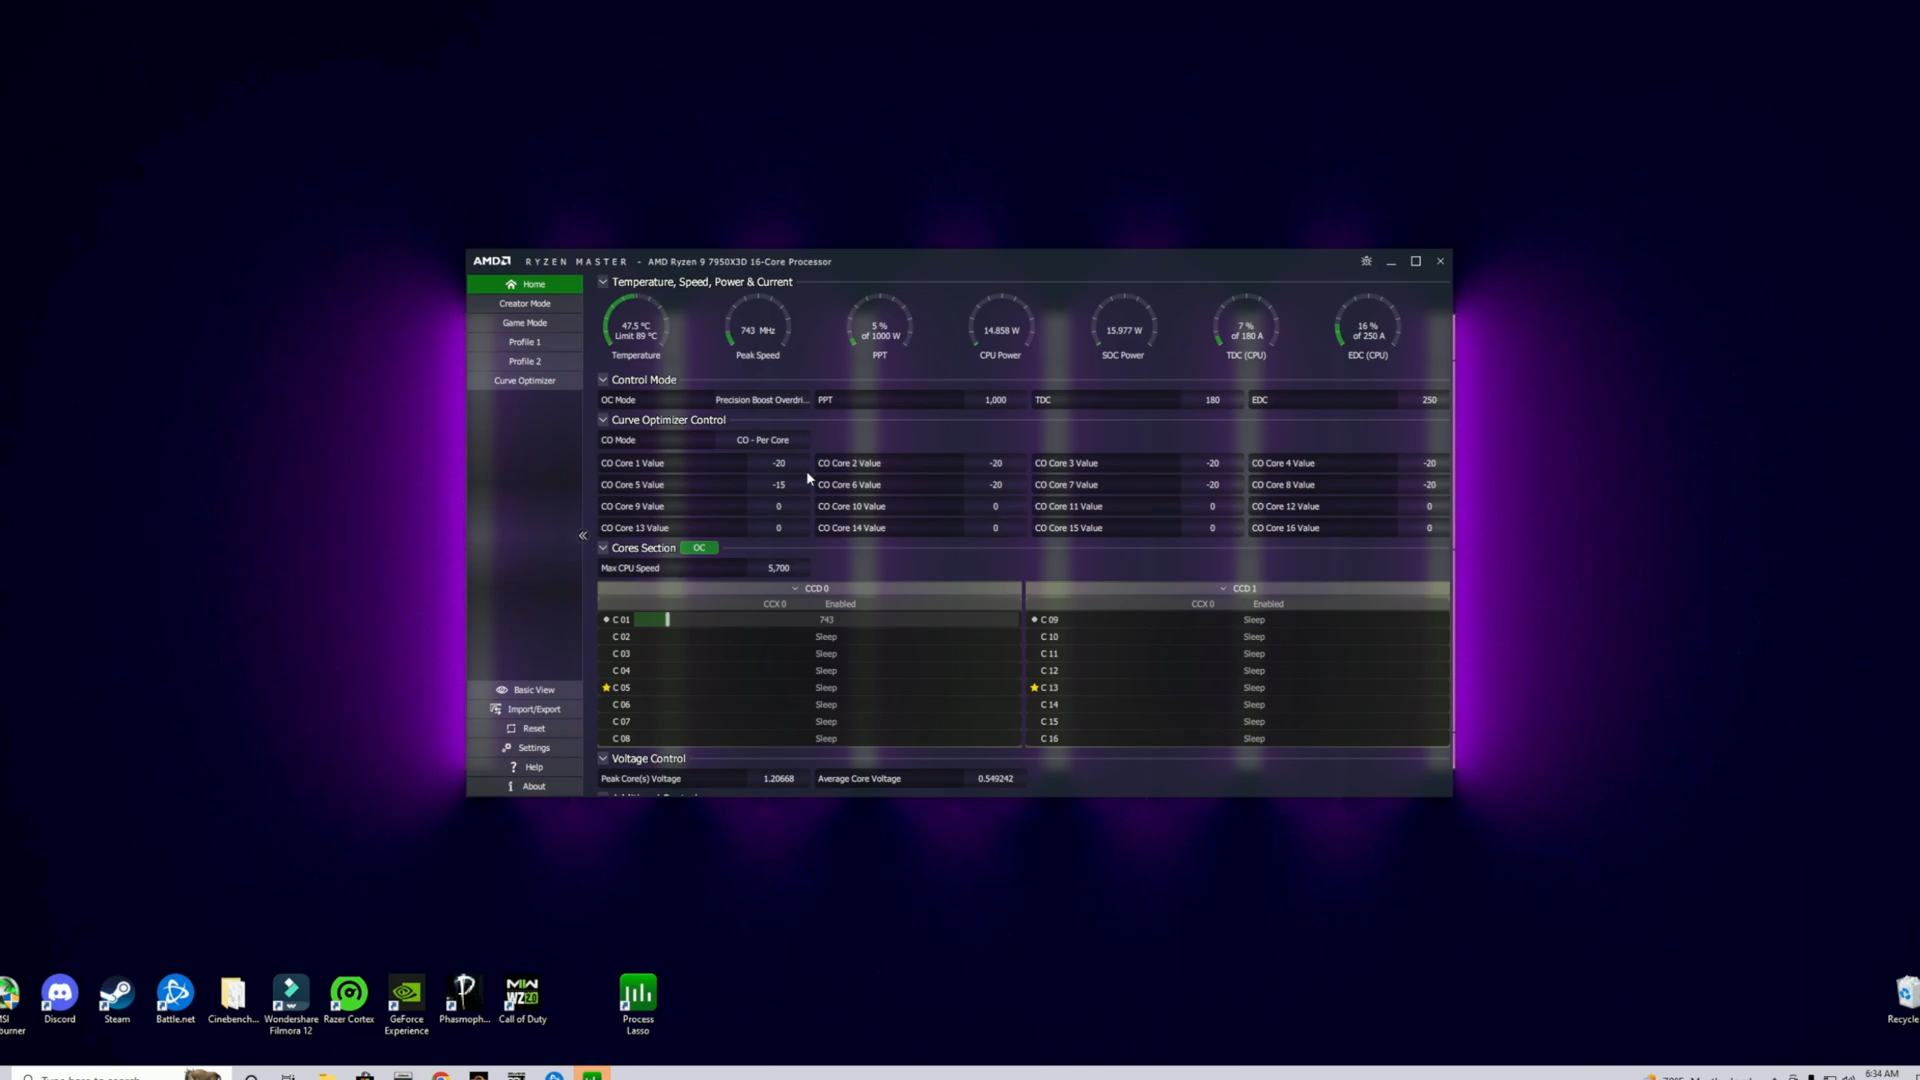 AMD RYZEN MASTER - AMD Ryzen 9 7950X3D 16-Core Processor
Home
Creator Mode
Game Mode
Profile 1
Profile 2
Curve Optimizer
Basic View
Import/Export
Reset
Settings
Help
About
Temperature, Speed, Power & Current
47.5 °C
Limit 89 °C
Temperature
743 MHz
Peak Speed
5 %
of 1000 W
PPT
14.858 W
CPU Power
15.977 W
SOC Power
7 %
of 180 A
TDC (CPU)
16 %
of 250 A
EDC (CPU)
Control Mode
OC Mode Precision Boost Overdri... PPT 1,000 TDC 180 EDC 250
Curve Optimizer Control
CO Mode CO - Per Core
CO Core 1 Value -20 CO Core 2 Value -20 CO Core 3 Value -20 CO Core 4 Value -20
CO Core 5 Value -15 CO Core 6 Value -20 CO Core 7 Value -20 CO Core 8 Value -20
CO Core 9 Value 0 CO Core 10 Value 0 CO Core 11 Value 0 CO Core 12 Value 0
CO Core 13 Value 0 CO Core 14 Value 0 CO Core 15 Value 0 CO Core 16 Value 0
Cores Section OC
Max CPU Speed 5,700
CCD 0
CCX 0 Enabled
C 01 743
C 02 Sleep
C 03 Sleep
C 04 Sleep
C 05 Sleep
C 06 Sleep
C 07 Sleep
C 08 Sleep
CCD 1
CCX 0 Enabled
C 09 Sleep
C 10 Sleep
C 11 Sleep
C 12 Sleep
C 13 Sleep
C 14 Sleep
C 15 Sleep
C 16 Sleep
Voltage Control
Peak Core(s) Voltage 1.20668 Average Core Voltage 0.549242
Discord
Steam
Battle.net
Cinebench...
Wondershare
Filmora 12
Razer Cortex
GeForce
Experience
Phasmoph...
MWII
WZ2.0
Call of Duty
Process
Lasso
Recycle
6:34 AM